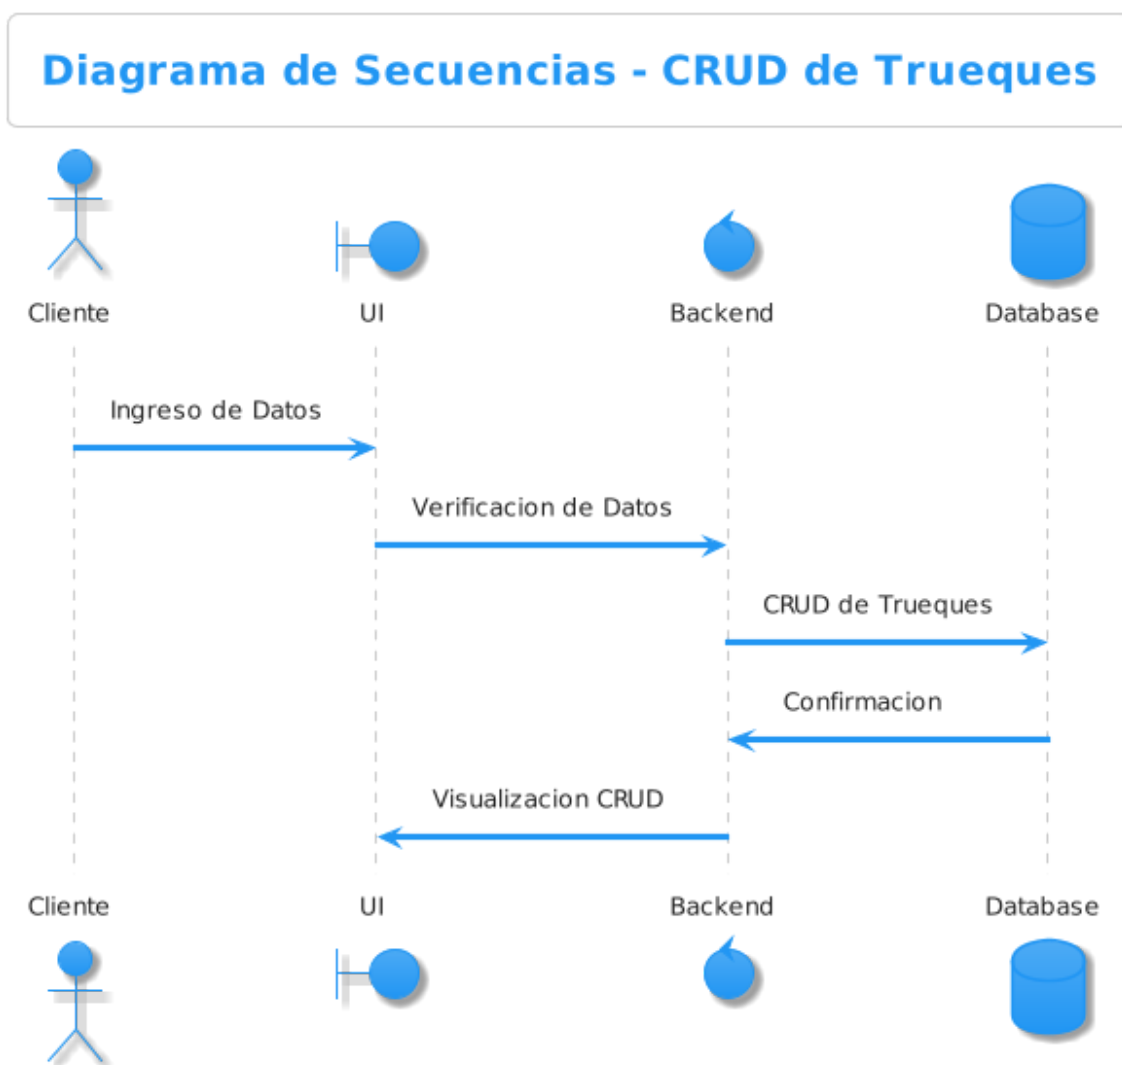 Diagrama de Secuencias - CRUD de Trueques
Cliente
UI
Backend
Database
Ingreso de Datos
Verificacion de Datos
CRUD de Trueques
Confirmacion
Visualizacion CRUD
Cliente
UI
Backend
Database